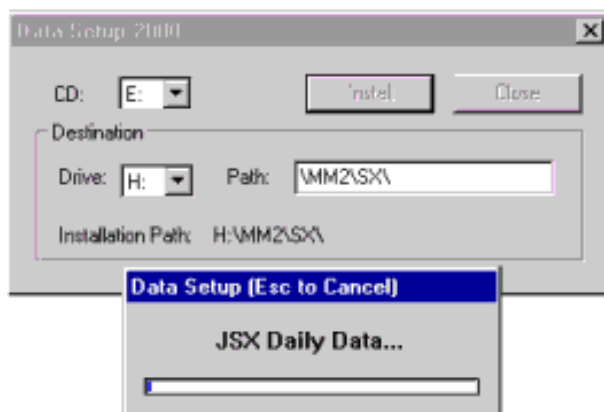 Data Setup 2000
CD: E: Install Close
Destination
Drive: H: Path: \MM2\SX\
Installation Path: H:\MM2\SX\
Data Setup (Esc to Cancel)
JSX Daily Data...